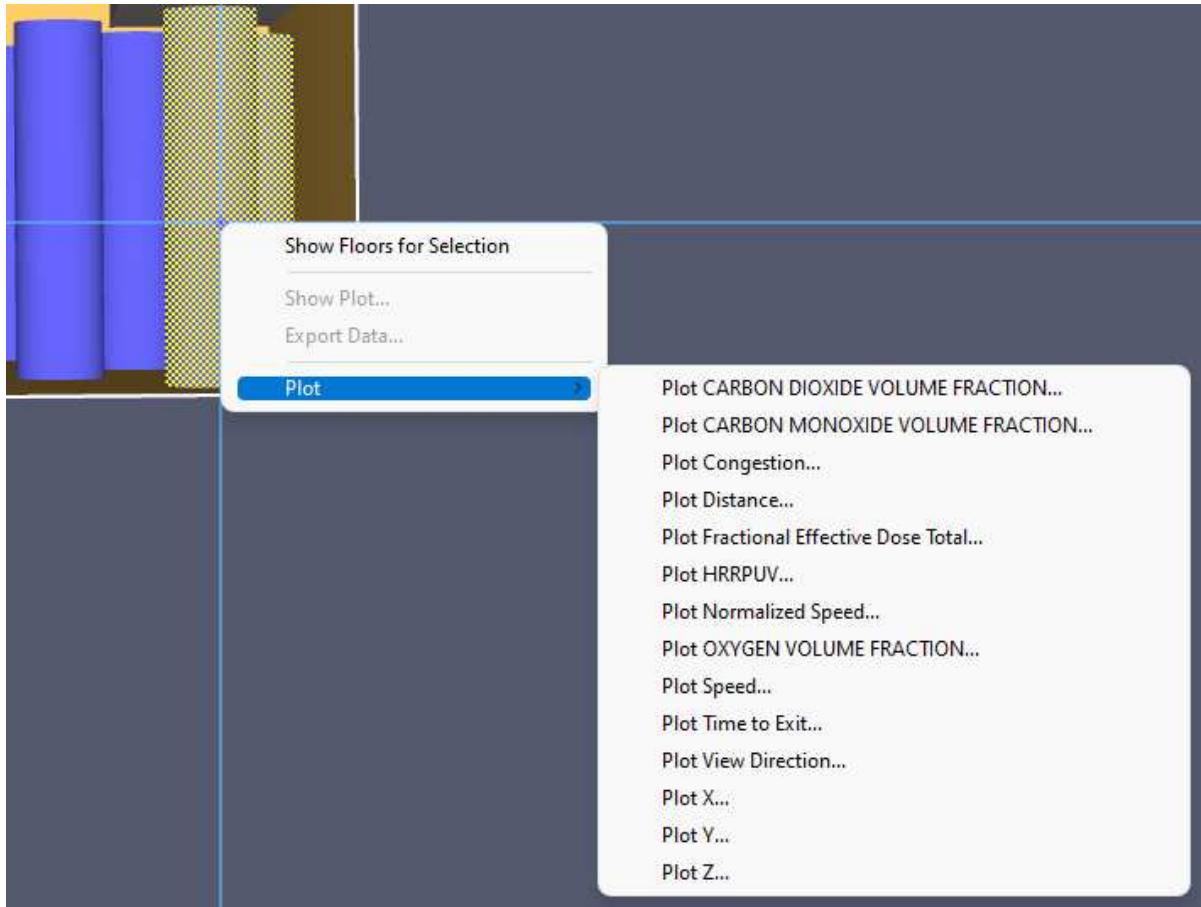 Show Floors for Selection
Show Plot...
Export Data...
Plot
Plot CARBON DIOXIDE VOLUME FRACTION...
Plot CARBON MONOXIDE VOLUME FRACTION...
Plot Congestion...
Plot Distance...
Plot Fractional Effective Dose Total...
Plot HRRPUV...
Plot Normalized Speed...
Plot OXYGEN VOLUME FRACTION...
Plot Speed...
Plot Time to Exit...
Plot View Direction...
Plot X...
Plot Y...
Plot Z...